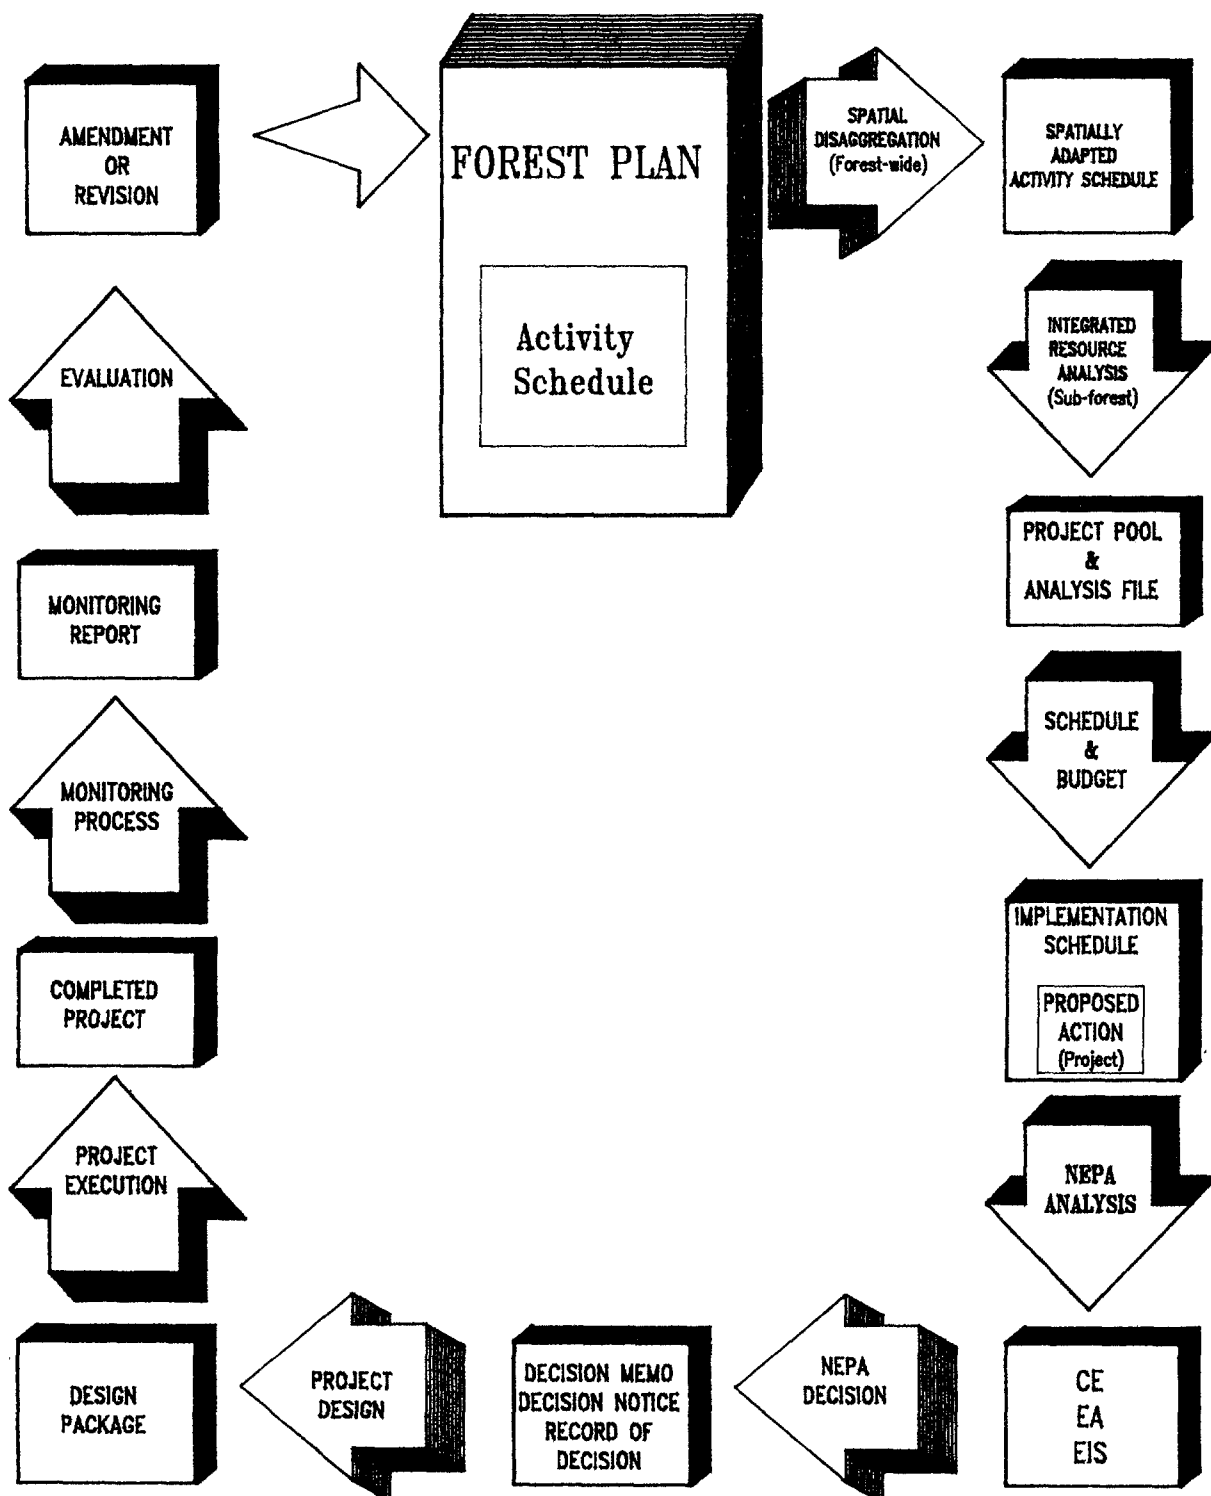 AMENDMENT
OR
REVISION
FOREST PLAN
Activity
Schedule
SPATIAL
DISAGGREGATION
(Forest-wide)
SPATIALLY
ADAPTED
ACTIVITY SCHEDULE
INTEGRATED
RESOURCE
ANALYSIS
(Sub-forest)
PROJECT POOL
&
ANALYSIS FILE
SCHEDULE
&
BUDGET
IMPLEMENTATION
SCHEDULE
PROPOSED
ACTION
(Project)
NEPA
ANALYSIS
CE
EA
EIS
NEPA
DECISION
DECISION MEMO
DECISION NOTICE
RECORD OF
DECISION
PROJECT
DESIGN
DESIGN
PACKAGE
PROJECT
EXECUTION
COMPLETED
PROJECT
MONITORING
PROCESS
MONITORING
REPORT
EVALUATION